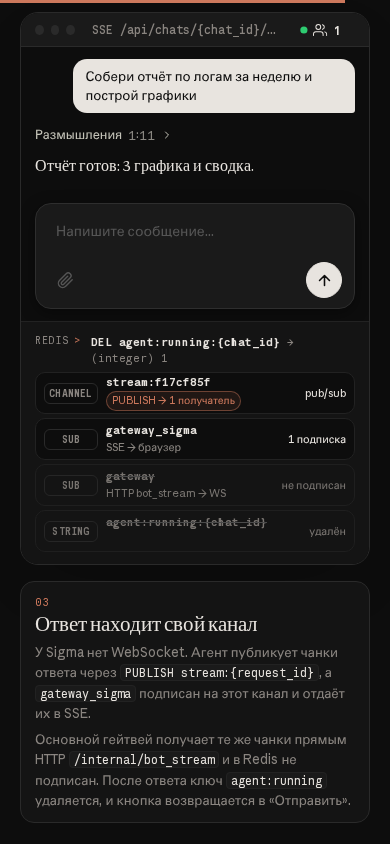 SSE /api/chats/{chat_id}/… 1
Собери отчёт по логам за неделю и
построй графики
Размышления 1:11 >
Отчёт готов: 3 графика и сводка.
Напишите сообщение…
REDIS > DEL agent:running:{chat_id} →
(integer) 1
CHANNEL stream:f17cf85f pub/sub
PUBLISH → 1 получатель
SUB gateway_sigma 1 подписка
SSE → браузер
SUB gateway не подписан
HTTP bot_stream → WS
STRING agent:running:{chat_id} удалён
03
Ответ находит свой канал
У Sigma нет WebSocket. Агент публикует чанки
ответа через PUBLISH stream:{request_id} , а
gateway_sigma подписан на этот канал и отдаёт
их в SSE.
Основной гейтвей получает те же чанки прямым
HTTP /internal/bot_stream и в Redis не
подписан. После ответа ключ agent:running
удаляется, и кнопка возвращается в «Отправить».